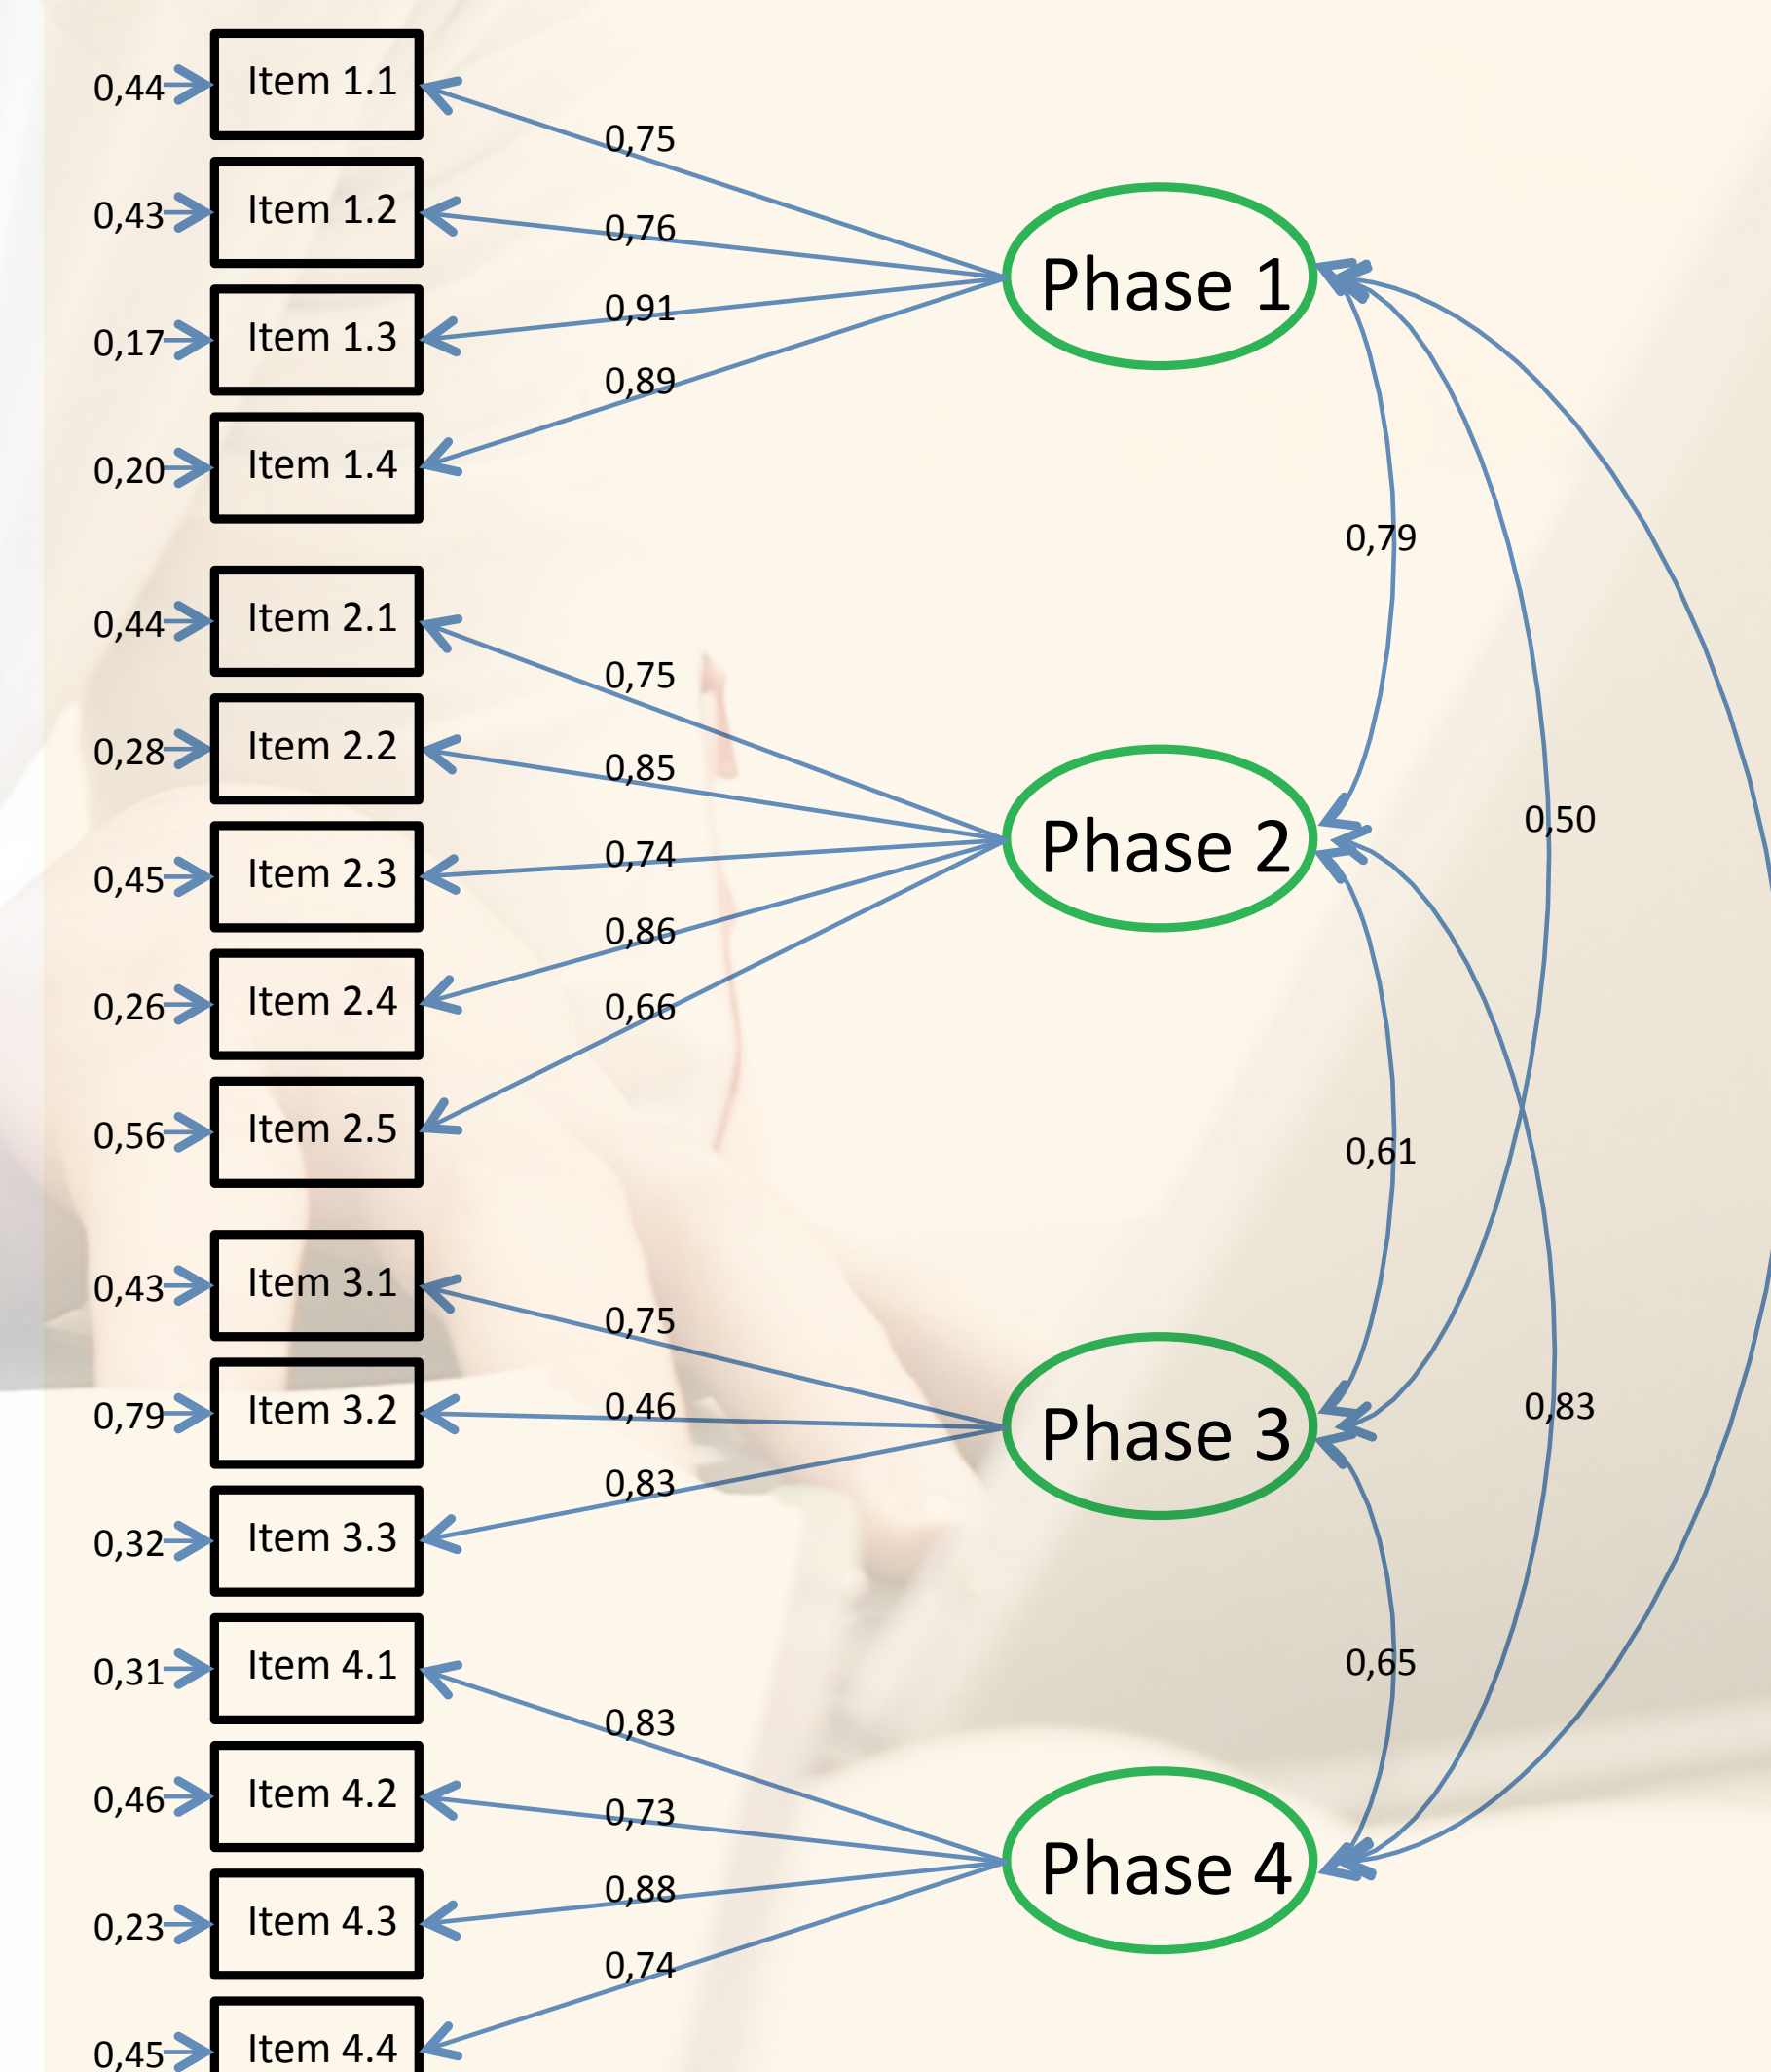 0,44 Item 1.1
0,75
0,43 Item 1.2
0,76
0,17 Item 1.3
0,91
0,20 Item 1.4
0,89
Phase 1
0,79
0,44 Item 2.1
0,75
0,28 Item 2.2
0,85
0,45 Item 2.3
0,74
0,26 Item 2.4
0,86
0,56 Item 2.5
0,66
Phase 2
0,50
0,61
0,43 Item 3.1
0,75
0,79 Item 3.2
0,46
0,32 Item 3.3
0,83
Phase 3
0,83
0,65
0,31 Item 4.1
0,83
0,46 Item 4.2
0,73
0,23 Item 4.3
0,88
0,45 Item 4.4
0,74
Phase 4